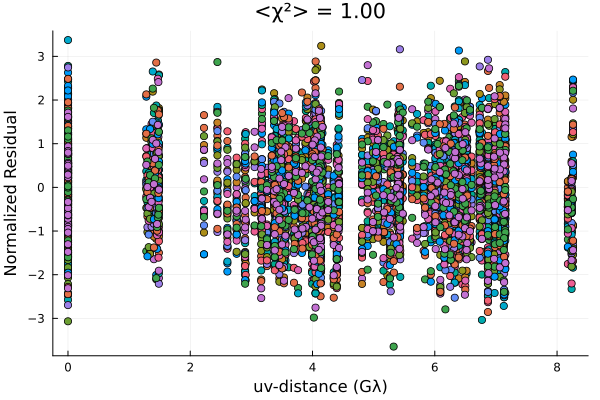 <χ²> = 1.00
Normalized Residual
3
2
1
0
−1
−2
−3
0 2 4 6 8
uv-distance (Gλ)